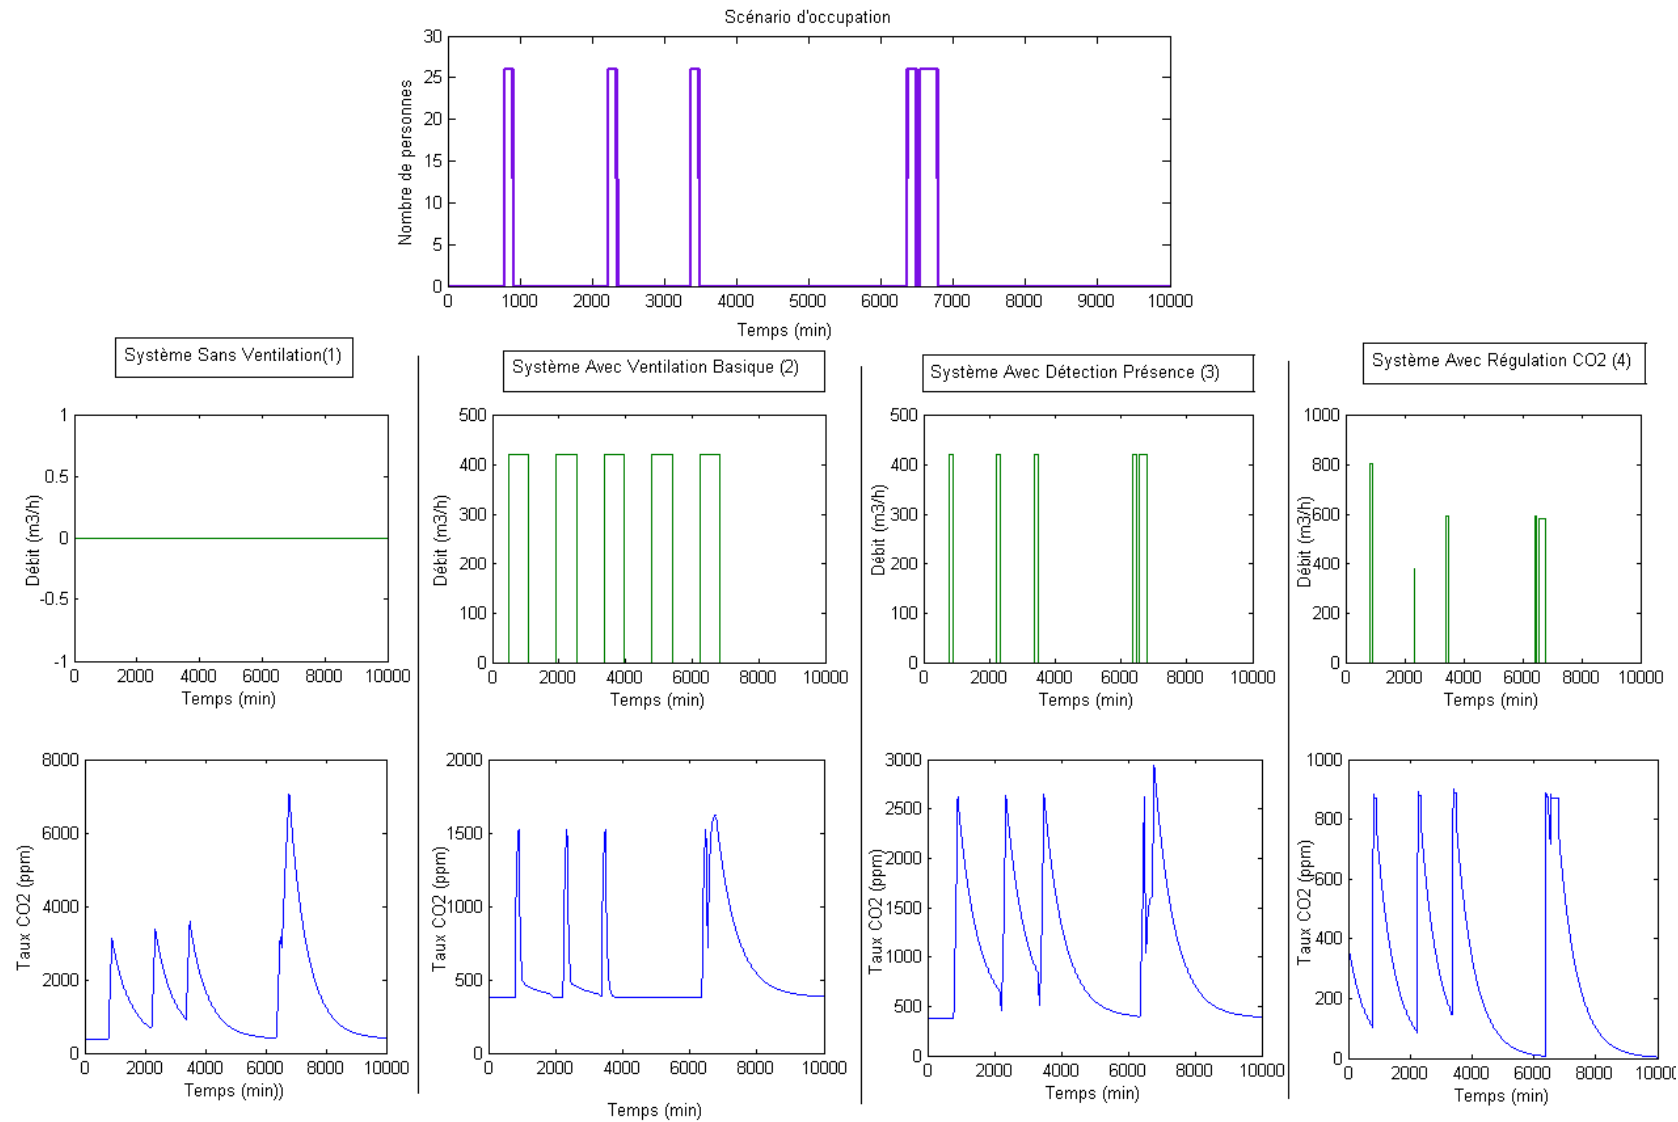 Scénario d'occupation
30
25
20
15
10
5
0
Nombre de personnes
0 1000 2000 3000 4000 5000 6000 7000 8000 9000 10000
Temps (min)
Système Sans Ventilation(1)
1
0.5
0
-0.5
-1
Débit (m3/h)
0 2000 4000 6000 8000 10000
Temps (min)
8000
6000
4000
2000
0
Taux CO2 (ppm)
0 2000 4000 6000 8000 10000
Temps (min))
Système Avec Ventilation Basique (2)
500
400
300
200
100
0
Débit (m3/h)
0 2000 4000 6000 8000 10000
Temps (min)
2000
1500
1000
500
0
Taux CO2 (ppm)
0 2000 4000 6000 8000 10000
Temps (min)
Système Avec Détection Présence (3)
500
400
300
200
100
0
Débit (m3/h)
0 2000 4000 6000 8000 10000
Temps (min)
3000
2500
2000
1500
1000
500
0
Taux CO2 (ppm)
0 2000 4000 6000 8000 10000
Temps (min)
Système Avec Régulation CO2 (4)
1000
800
600
400
200
0
Débit (m3/h)
0 2000 4000 6000 8000 10000
Temps (min)
1000
800
600
400
200
0
Taux CO2 (ppm)
0 2000 4000 6000 8000 1000
Temps (min)